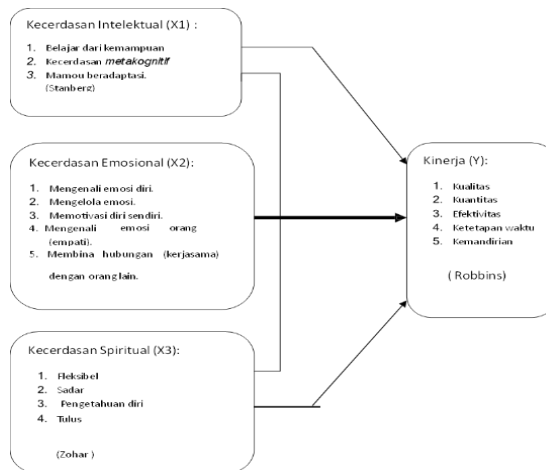 Kecerdasan Intelektual (X1) :
1. Belajar dari kemampuan
2. Kecerdasan metakognitif
3. Mamou beradaptasi.
(Stanberg)
Kecerdasan Emosional (X2):
1. Mengenali emosi diri.
2. Mengelola emosi.
3. Memotivasi diri sendiri.
4. Mengenali emosi orang
(empati).
5. Membina hubungan (kerjasama)
dengan orang lain.
Kecerdasan Spiritual (X3):
1. Fleksibel
2. Sadar
3. Pengetahuan diri
4. Tulus
(Zohar )
Kinerja (Y):
1. Kualitas
2. Kuantitas
3. Efektivitas
4. Ketetapan waktu
5. Kemandirian
( Robbins)